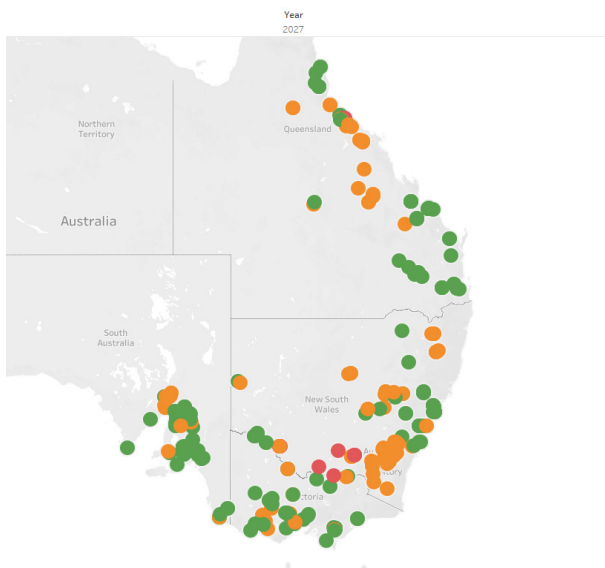 Year
2027
Northern
Territory
Queensland
Australia
South
Australia
New South
Wales